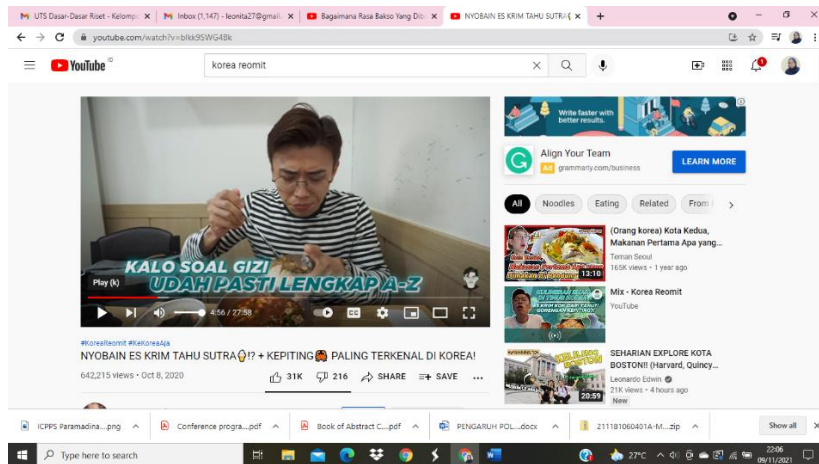 UTS Dasar-Dasar Riset - Kelomp
Inbox (1,147) - leonita27@gmail.
Bagaimana Rasa Bakso Yang Dib
NYOBAIN ES KRIM TAHU SUTRA
youtube.com/watch?v=blkk9SWG48k
YouTube ID
korea reomit
KALO SOAL GIZI
UDAH PASTI LENGKAP A-Z
Play (k)
4:56 / 27:58
#KoreaReomit #KeKoreaAja
NYOBAIN ES KRIM TAHU SUTRA!? + KEPITING PALING TERKENAL DI KOREA!
642,215 views • Oct 8, 2020
31K
216
SHARE
SAVE
Write faster with
better results.
Align Your Team
Ad grammarly.com/business
LEARN MORE
All
Noodles
Eating
Related
From
(Orang korea) Kota Kedua,
Makanan Pertama Apa yang...
Teman Seoul
165K views • 1 year ago
13:10
Mix - Korea Reomit
YouTube
SEHARIAN EXPLORE KOTA
BOSTON!! (Harvard, Quincy...
Leonardo Edwin
21K views • 4 hours ago
New
20:59
KELILING
BOSTON
ICPPS Paramadina....png
Conference progra....pdf
Book of Abstract C....pdf
PENGARUH POL....docx
211181060401A-M....zip
Show all
Type here to search
27°C
22:06
09/11/2021